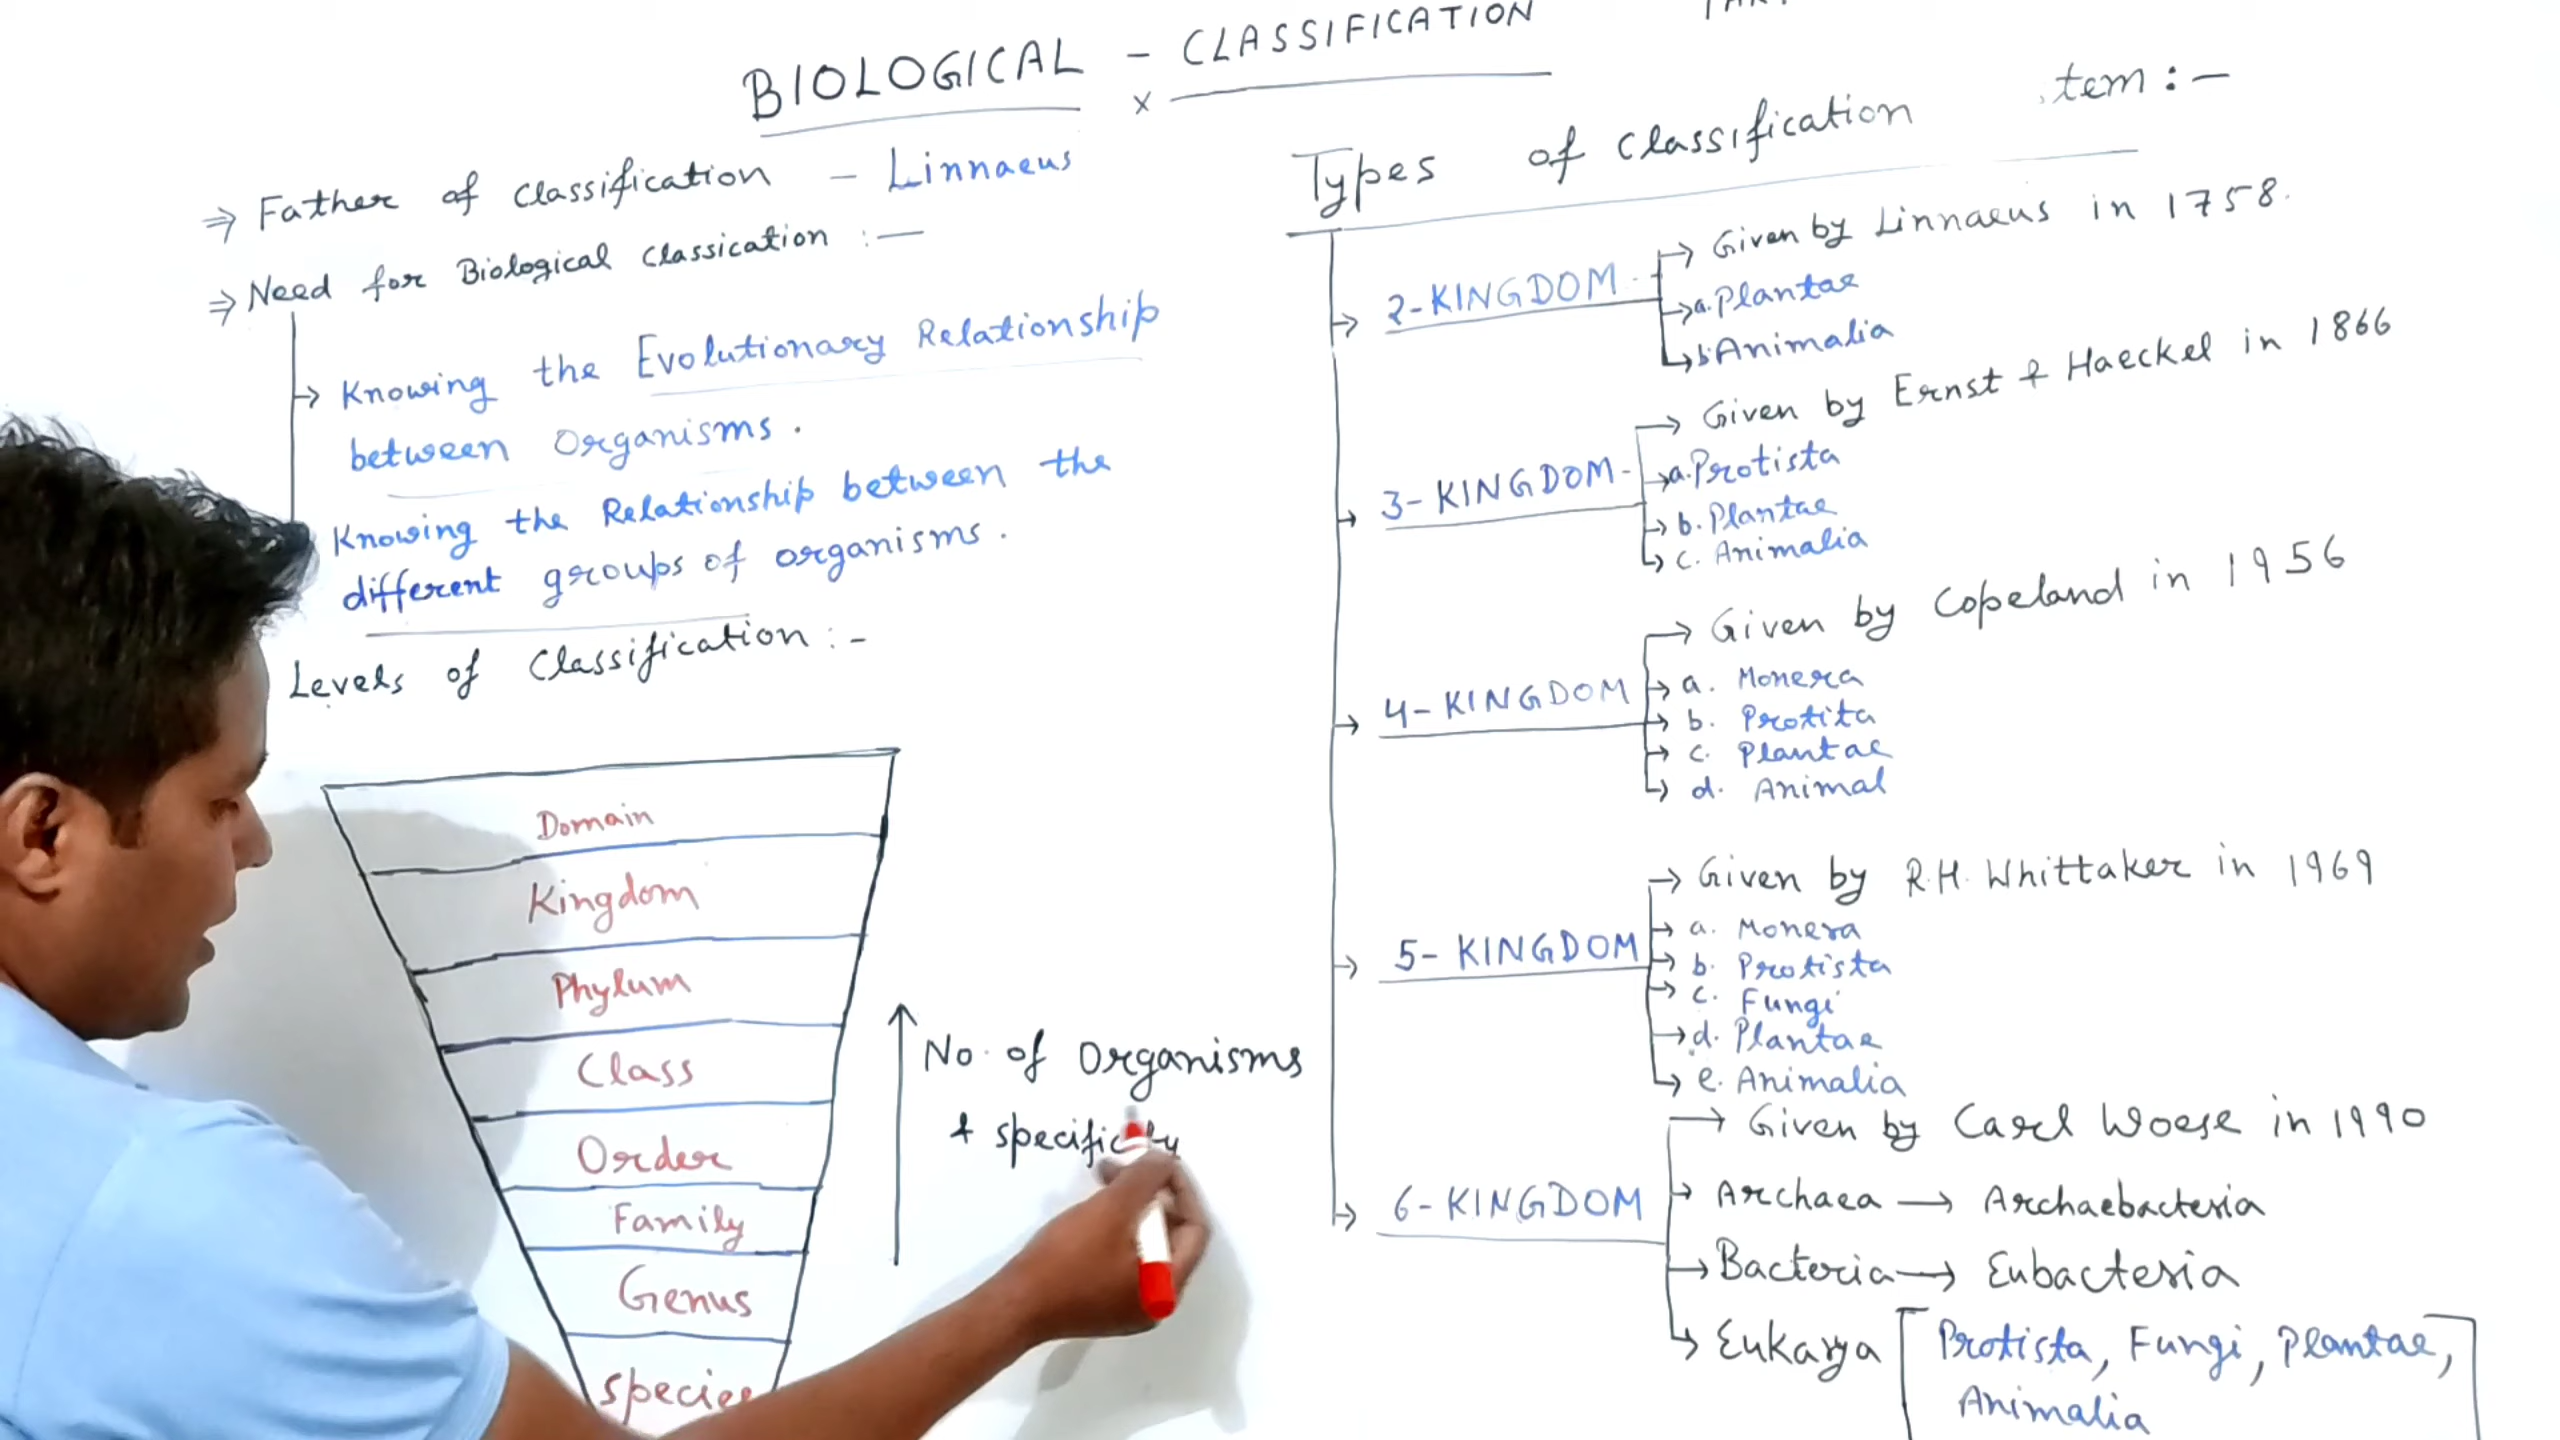 BIOLOGICAL - CLASSIFICATION
x
⇒ Father of classification - Linnaeus
⇒ Need for Biological classication :-
→ Knowing the Evolutionary Relationship
between Organisms.
Knowing the Relationship between the
different groups of organisms.
Levels of Classification :-
Domain
Kingdom
Phylum
Class
Order
Family
Genus
Species
No. of Organisms
+ specificity
Types of classification tem :-
→ 2-KINGDOM
→ Given by Linnaeus in 1758.
→ a. Plantae
→ b. Animalia
→ 3-KINGDOM
→ Given by Ernst + Haeckel in 1866
→ a. Protista
→ b. Plantae
→ c. Animalia
→ 4-KINGDOM
→ Given by Copeland in 1956
→ a. Monera
→ b. Protita
→ c. Plantae
→ d. Animal
→ 5-KINGDOM
→ Given by R.H. Whittaker in 1969
→ a. Monera
→ b. Protista
→ c. Fungi
→ d. Plantae
→ e. Animalia
→ 6-KINGDOM
→ Given by Carl Woese in 1990
→ Archaea → Archaebacteria
→ Bacteria → Eubacteria
→ Eukarya [Protista, Fungi, Plantae,
Animalia]